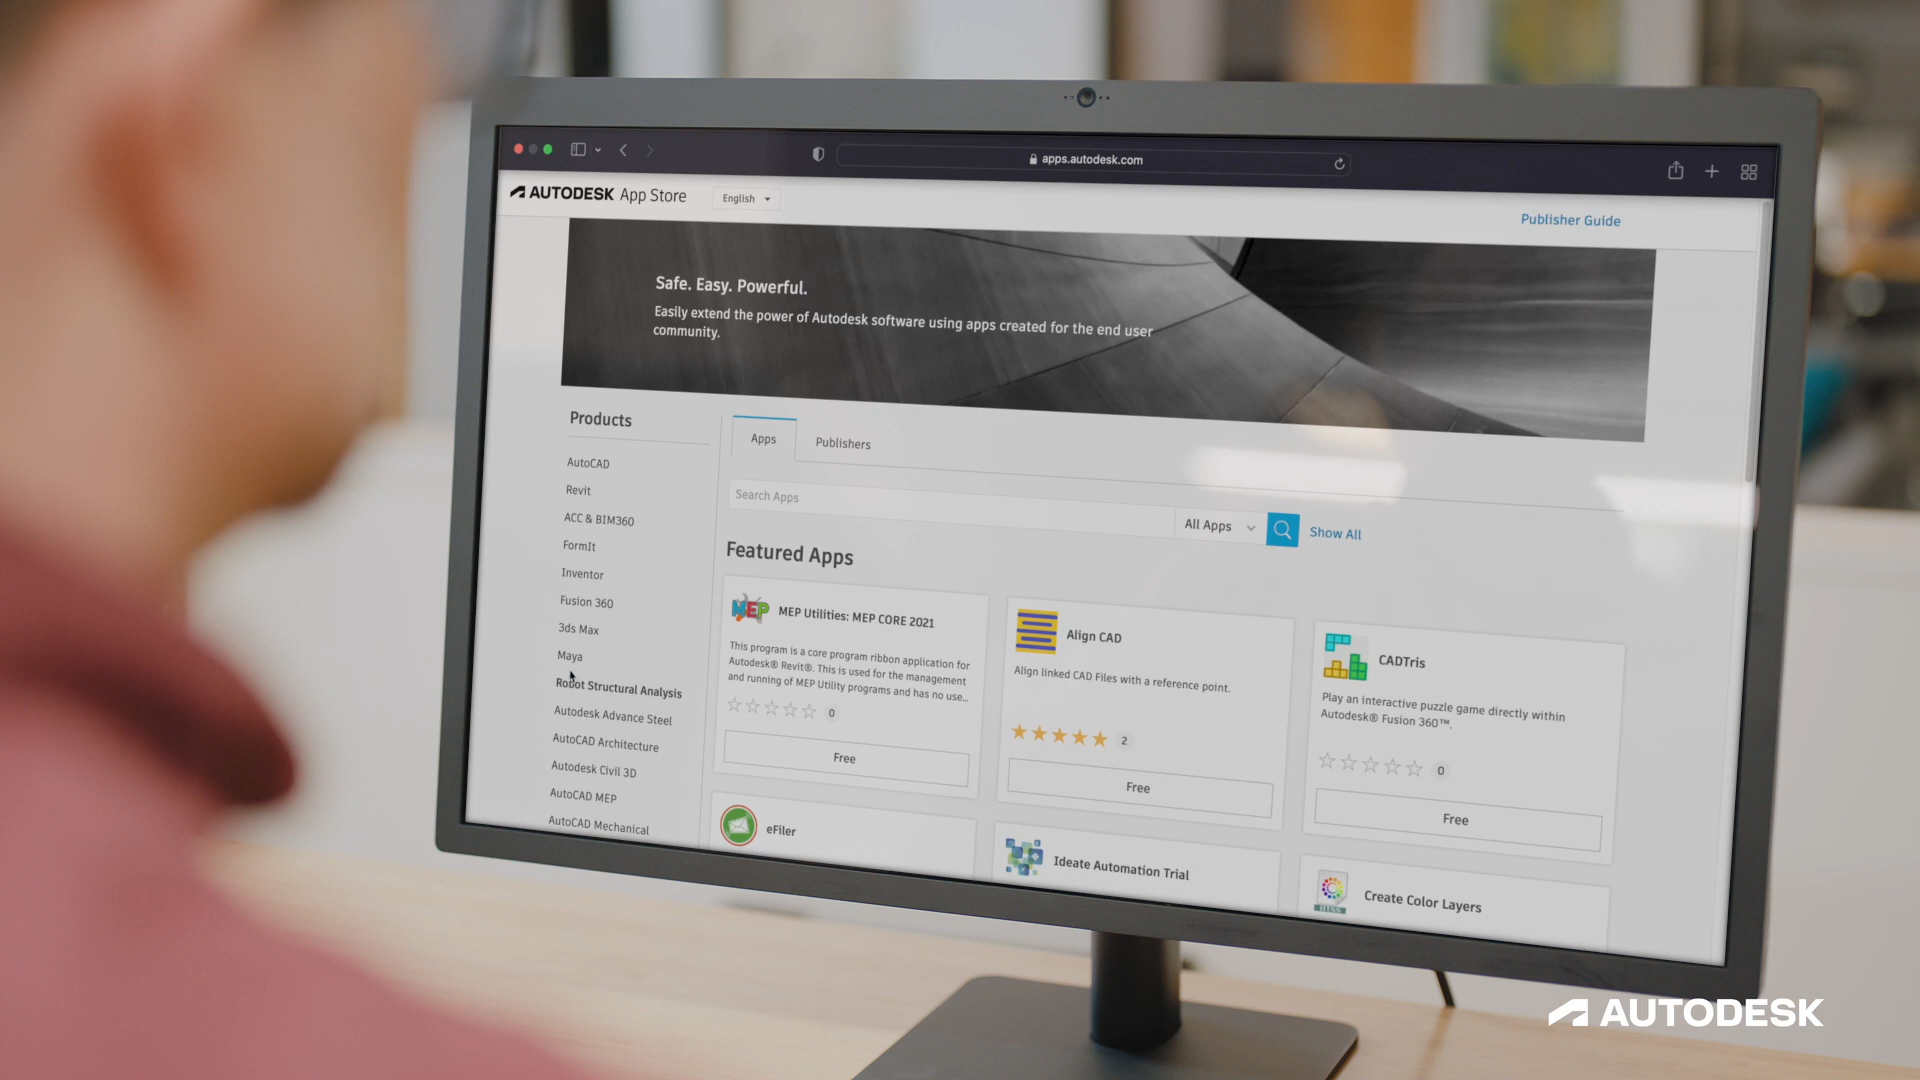 apps.autodesk.com
AUTODESK App Store
English
Publisher Guide
Safe. Easy. Powerful.
Easily extend the power of Autodesk software using apps created for the end user
community.
Products
AutoCAD
Revit
ACC & BIM360
FormIt
Inventor
Fusion 360
3ds Max
Maya
Robot Structural Analysis
Autodesk Advance Steel
AutoCAD Architecture
Autodesk Civil 3D
AutoCAD MEP
AutoCAD Mechanical
Apps
Publishers
Search Apps
All Apps
Show All
Featured Apps
MEP
MEP Utilities: MEP CORE 2021
This program is a core program ribbon application for
Autodesk® Revit®. This is used for the management
and running of MEP Utility programs and has no use...
0
Free
Align CAD
Align linked CAD Files with a reference point.
2
Free
CADTris
Play an interactive puzzle game directly within
Autodesk® Fusion 360™.
0
Free
eFiler
Ideate Automation Trial
HTSS
Create Color Layers
AUTODESK